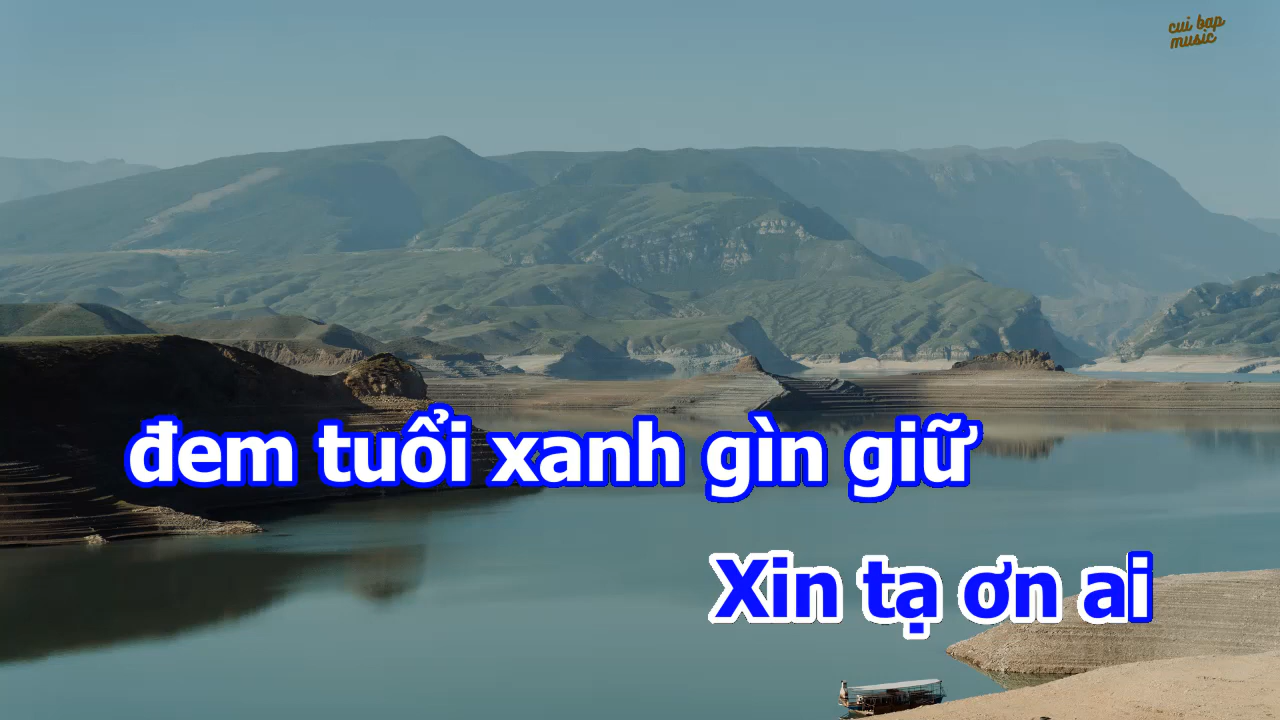 cui bap
music
đem tuổi xanh gìn giữ
Xin tạ ơn ai